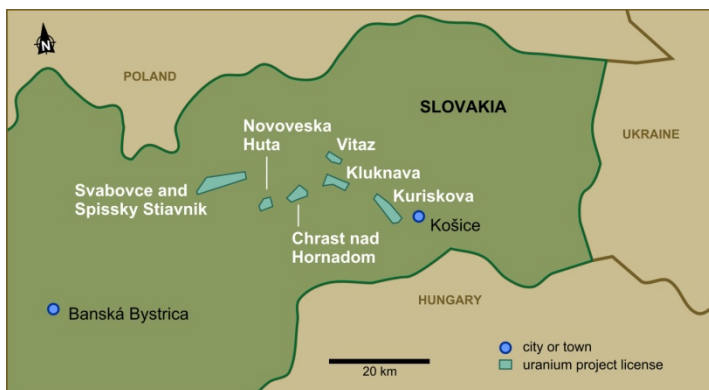 N
POLAND
SLOVAKIA
UKRAINE
Novoveska
Huta
Vitaz
Kluknava
Svabovce and
Spissky Stiavnik
Kuriskova
Košice
Chrast nad
Hornadom
HUNGARY
Banská Bystrica
city or town
uranium project license
20 km